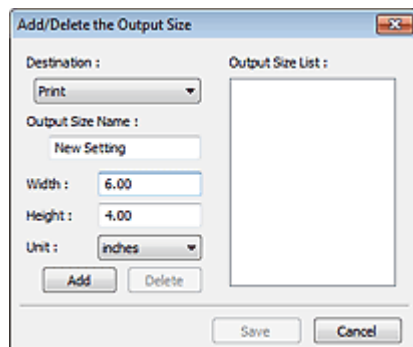 Add/Delete the Output Size
Destination :
Print
Output Size Name :
New Setting
Width :
6.00
Height :
4.00
Unit :
inches
Add
Delete
Output Size List :
Save
Cancel